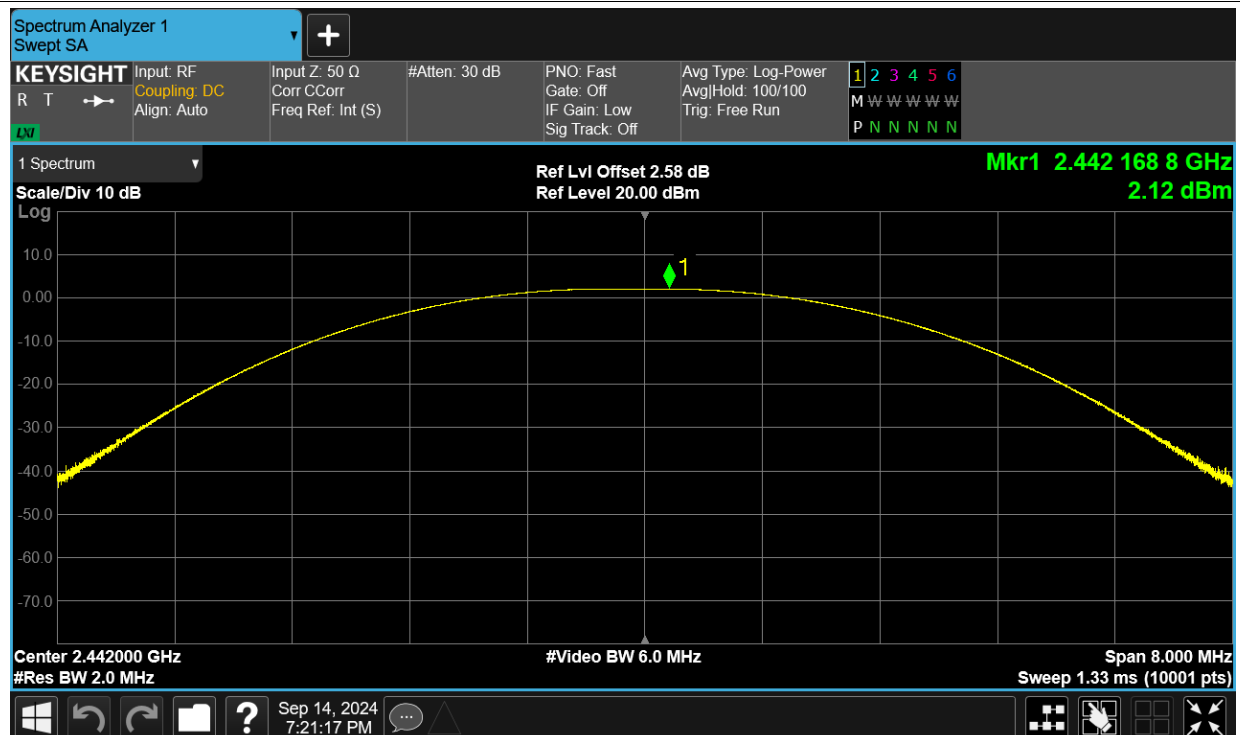 Spectrum Analyzer 1
Swept SA
KEYSIGHT
R T
LXI
Input: RF
Coupling: DC
Align: Auto
Input Z: 50 Ω
Corr CCorr
Freq Ref: Int (S)
#Atten: 30 dB
PNO: Fast
Gate: Off
IF Gain: Low
Sig Track: Off
Avg Type: Log-Power
Avg|Hold: 100/100
Trig: Free Run
1 2 3 4 5 6
M W W W W W
P N N N N N
1 Spectrum
Scale/Div 10 dB
Ref Lvl Offset 2.58 dB
Ref Level 20.00 dBm
Mkr1 2.442 168 8 GHz
2.12 dBm
Log
10.0
0.00
-10.0
-20.0
-30.0
-40.0
-50.0
-60.0
-70.0
1
Center 2.442000 GHz
#Res BW 2.0 MHz
#Video BW 6.0 MHz
Span 8.000 MHz
Sweep 1.33 ms (10001 pts)
?
Sep 14, 2024
7:21:17 PM